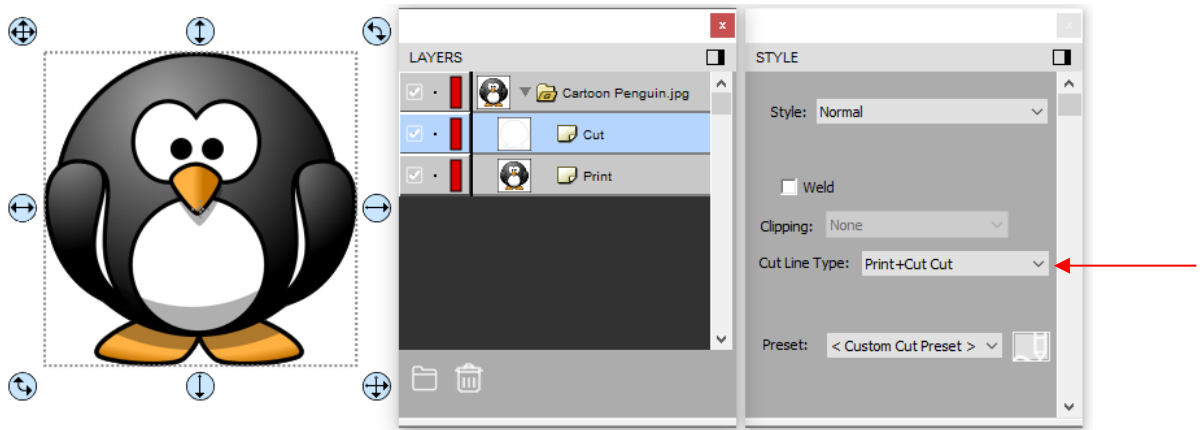 x
LAYERS
Cartoon Penguin.jpg
Cut
Print
x
STYLE
Style: Normal
Weld
Clipping: None
Cut Line Type: Print+Cut Cut
Preset: < Custom Cut Preset >